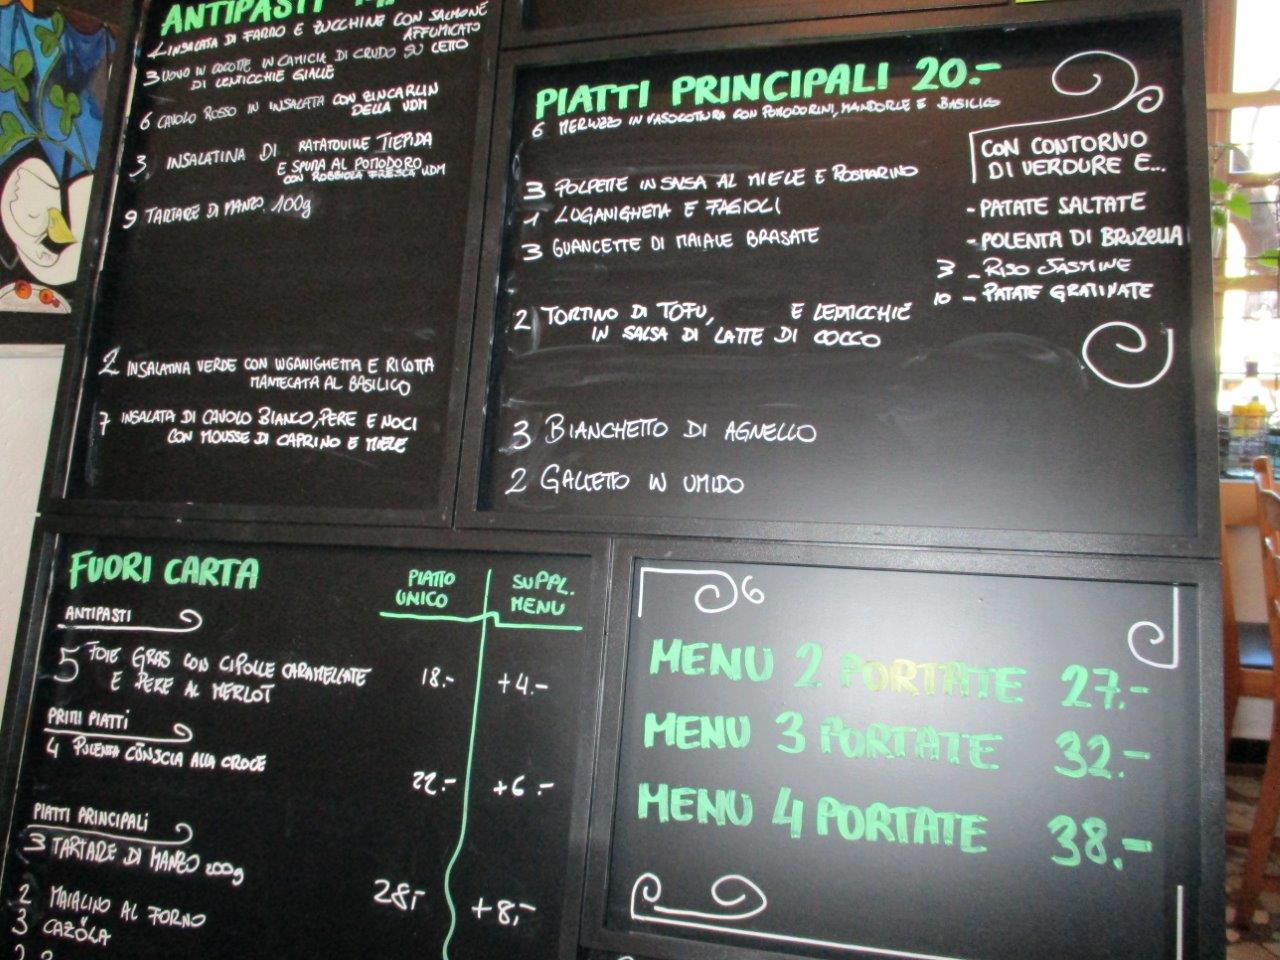 ANTIPASTI
1 INSALATA DI FARRO E ZUCCHINE CON SALMONE
AFFUMICATO
3 UOVO IN COCOTTE IN CAMICIA DI CRUDO SU LETTO
DI LENTICCHIE GIALLE
6 CAVOLO ROSSO IN INSALATA CON ZINCARLIN
DELLA VDM
3 INSALATINA DI RATATOUILLE TIEPIDA
E SPUMA AL POMODORO
CON ROBBIOLA FRESCA VDM
9 TARTARE DI MANZO 100g
2 INSALATINA VERDE CON LUGANIGHETTA E RICOTTA
MANTECATA AL BASILICO
7 INSALATA DI CAVOLO BIANCO, PERE E NOCI
CON MOUSSE DI CAPRINO E MIELE
PIATTI PRINCIPALI 20.-
6 MERLUZZO IN VASOCOTTURA CON POMODORINI, MANDORLE E BASILICO
3 POLPETTE IN SALSA AL MIELE E ROSMARINO
1 LUGANIGHETTA E FAGIOLI
3 GUANCETTE DI MAIALE BRASATE
2 TORTINO DI TOFU, E LENTICCHIE
IN SALSA DI LATTE DI COCCO
3 BIANCHETTO DI AGNELLO
2 GALLETTO IN UMIDO
CON CONTORNO
DI VERDURE E...
- PATATE SALTATE
- POLENTA DI BRUZELLA
3 - RISO JASMINE
10 - PATATE GRATINATE
FUORI CARTA
PIATTO
UNICO
SUPPL.
MENU
ANTIPASTI
5 FOIE GRAS CON CIPOLLE CARAMELLATE
E PERE AL MERLOT
18.- +4.-
PRIMI PIATTI
4 PULENTA CÜNSCIA ALLA CROCE
22.- +6.-
PIATTI PRINCIPALI
3 TARTARE DI MANZO 200g
28,- +8,-
2 MAIALINO AL FORNO
3 CAZÖLA
6
MENU 2 PORTATE 27.-
MENU 3 PORTATE 32.-
MENU 4 PORTATE 38.-